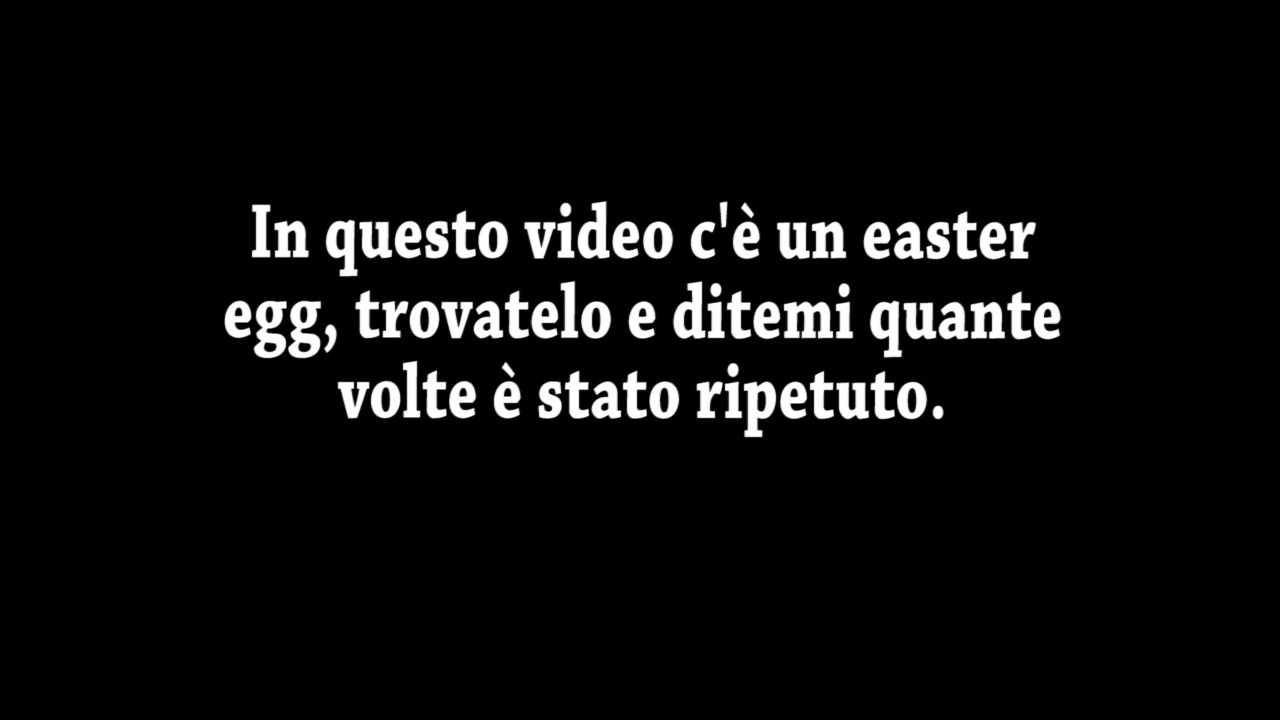 In questo video c'è un easter
egg, trovatelo e ditemi quante
volte è stato ripetuto.